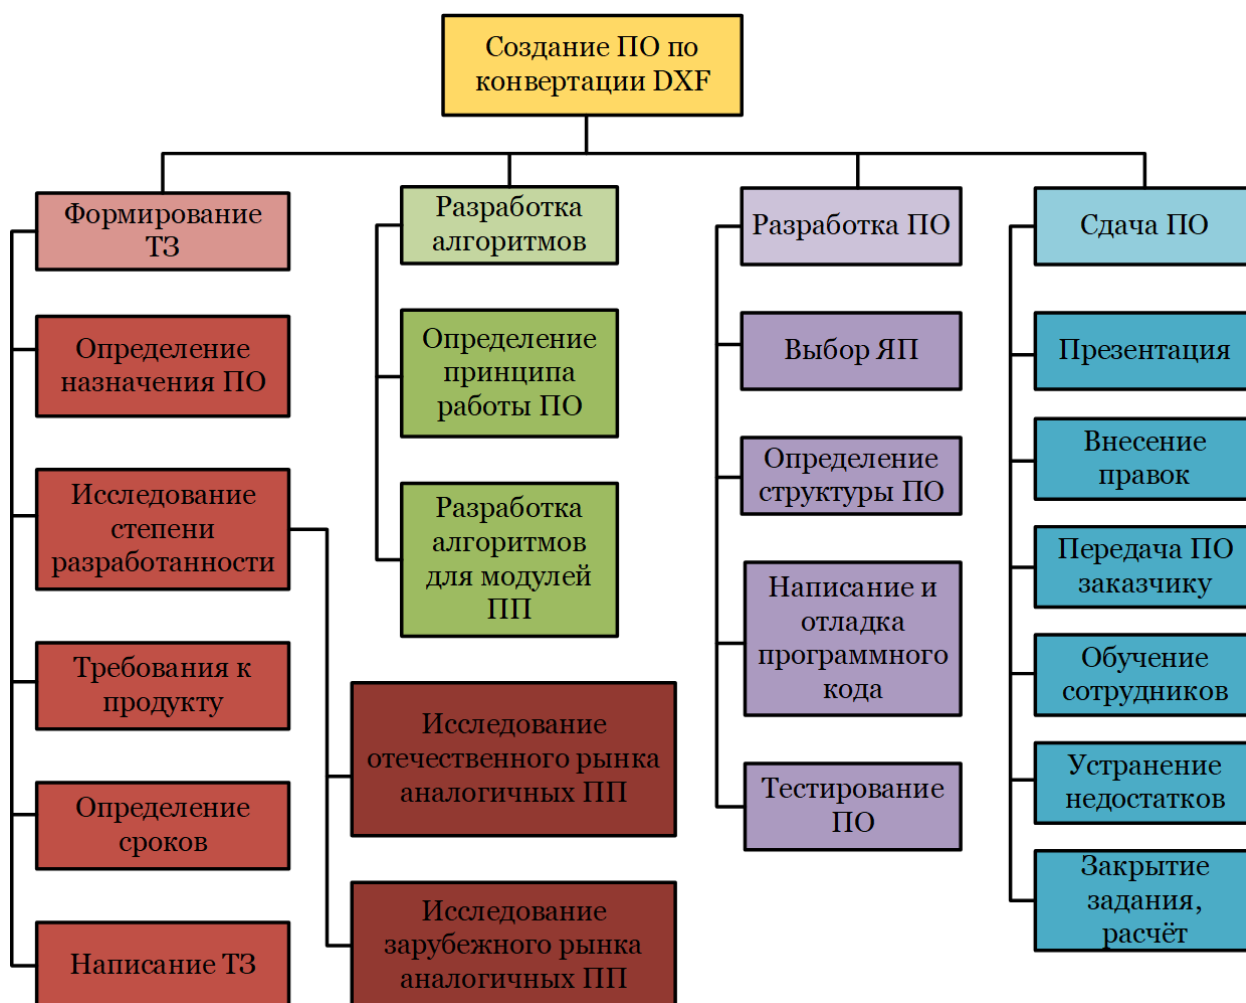 Создание ПО по
конвертации DXF
Формирование
ТЗ
Определение
назначения ПО
Исследование
степени
разработанности
Требования к
продукту
Определение
сроков
Написание ТЗ
Исследование
отечественного рынка
аналогичных ПП
Исследование
зарубежного рынка
аналогичных ПП
Разработка
алгоритмов
Определение
принципа
работы ПО
Разработка
алгоритмов
для модулей
ПП
Разработка ПО
Выбор ЯП
Определение
структуры ПО
Написание и
отладка
программного
кода
Тестирование
ПО
Сдача ПО
Презентация
Внесение
правок
Передача ПО
заказчику
Обучение
сотрудников
Устранение
недостатков
Закрытие
задания,
расчёт